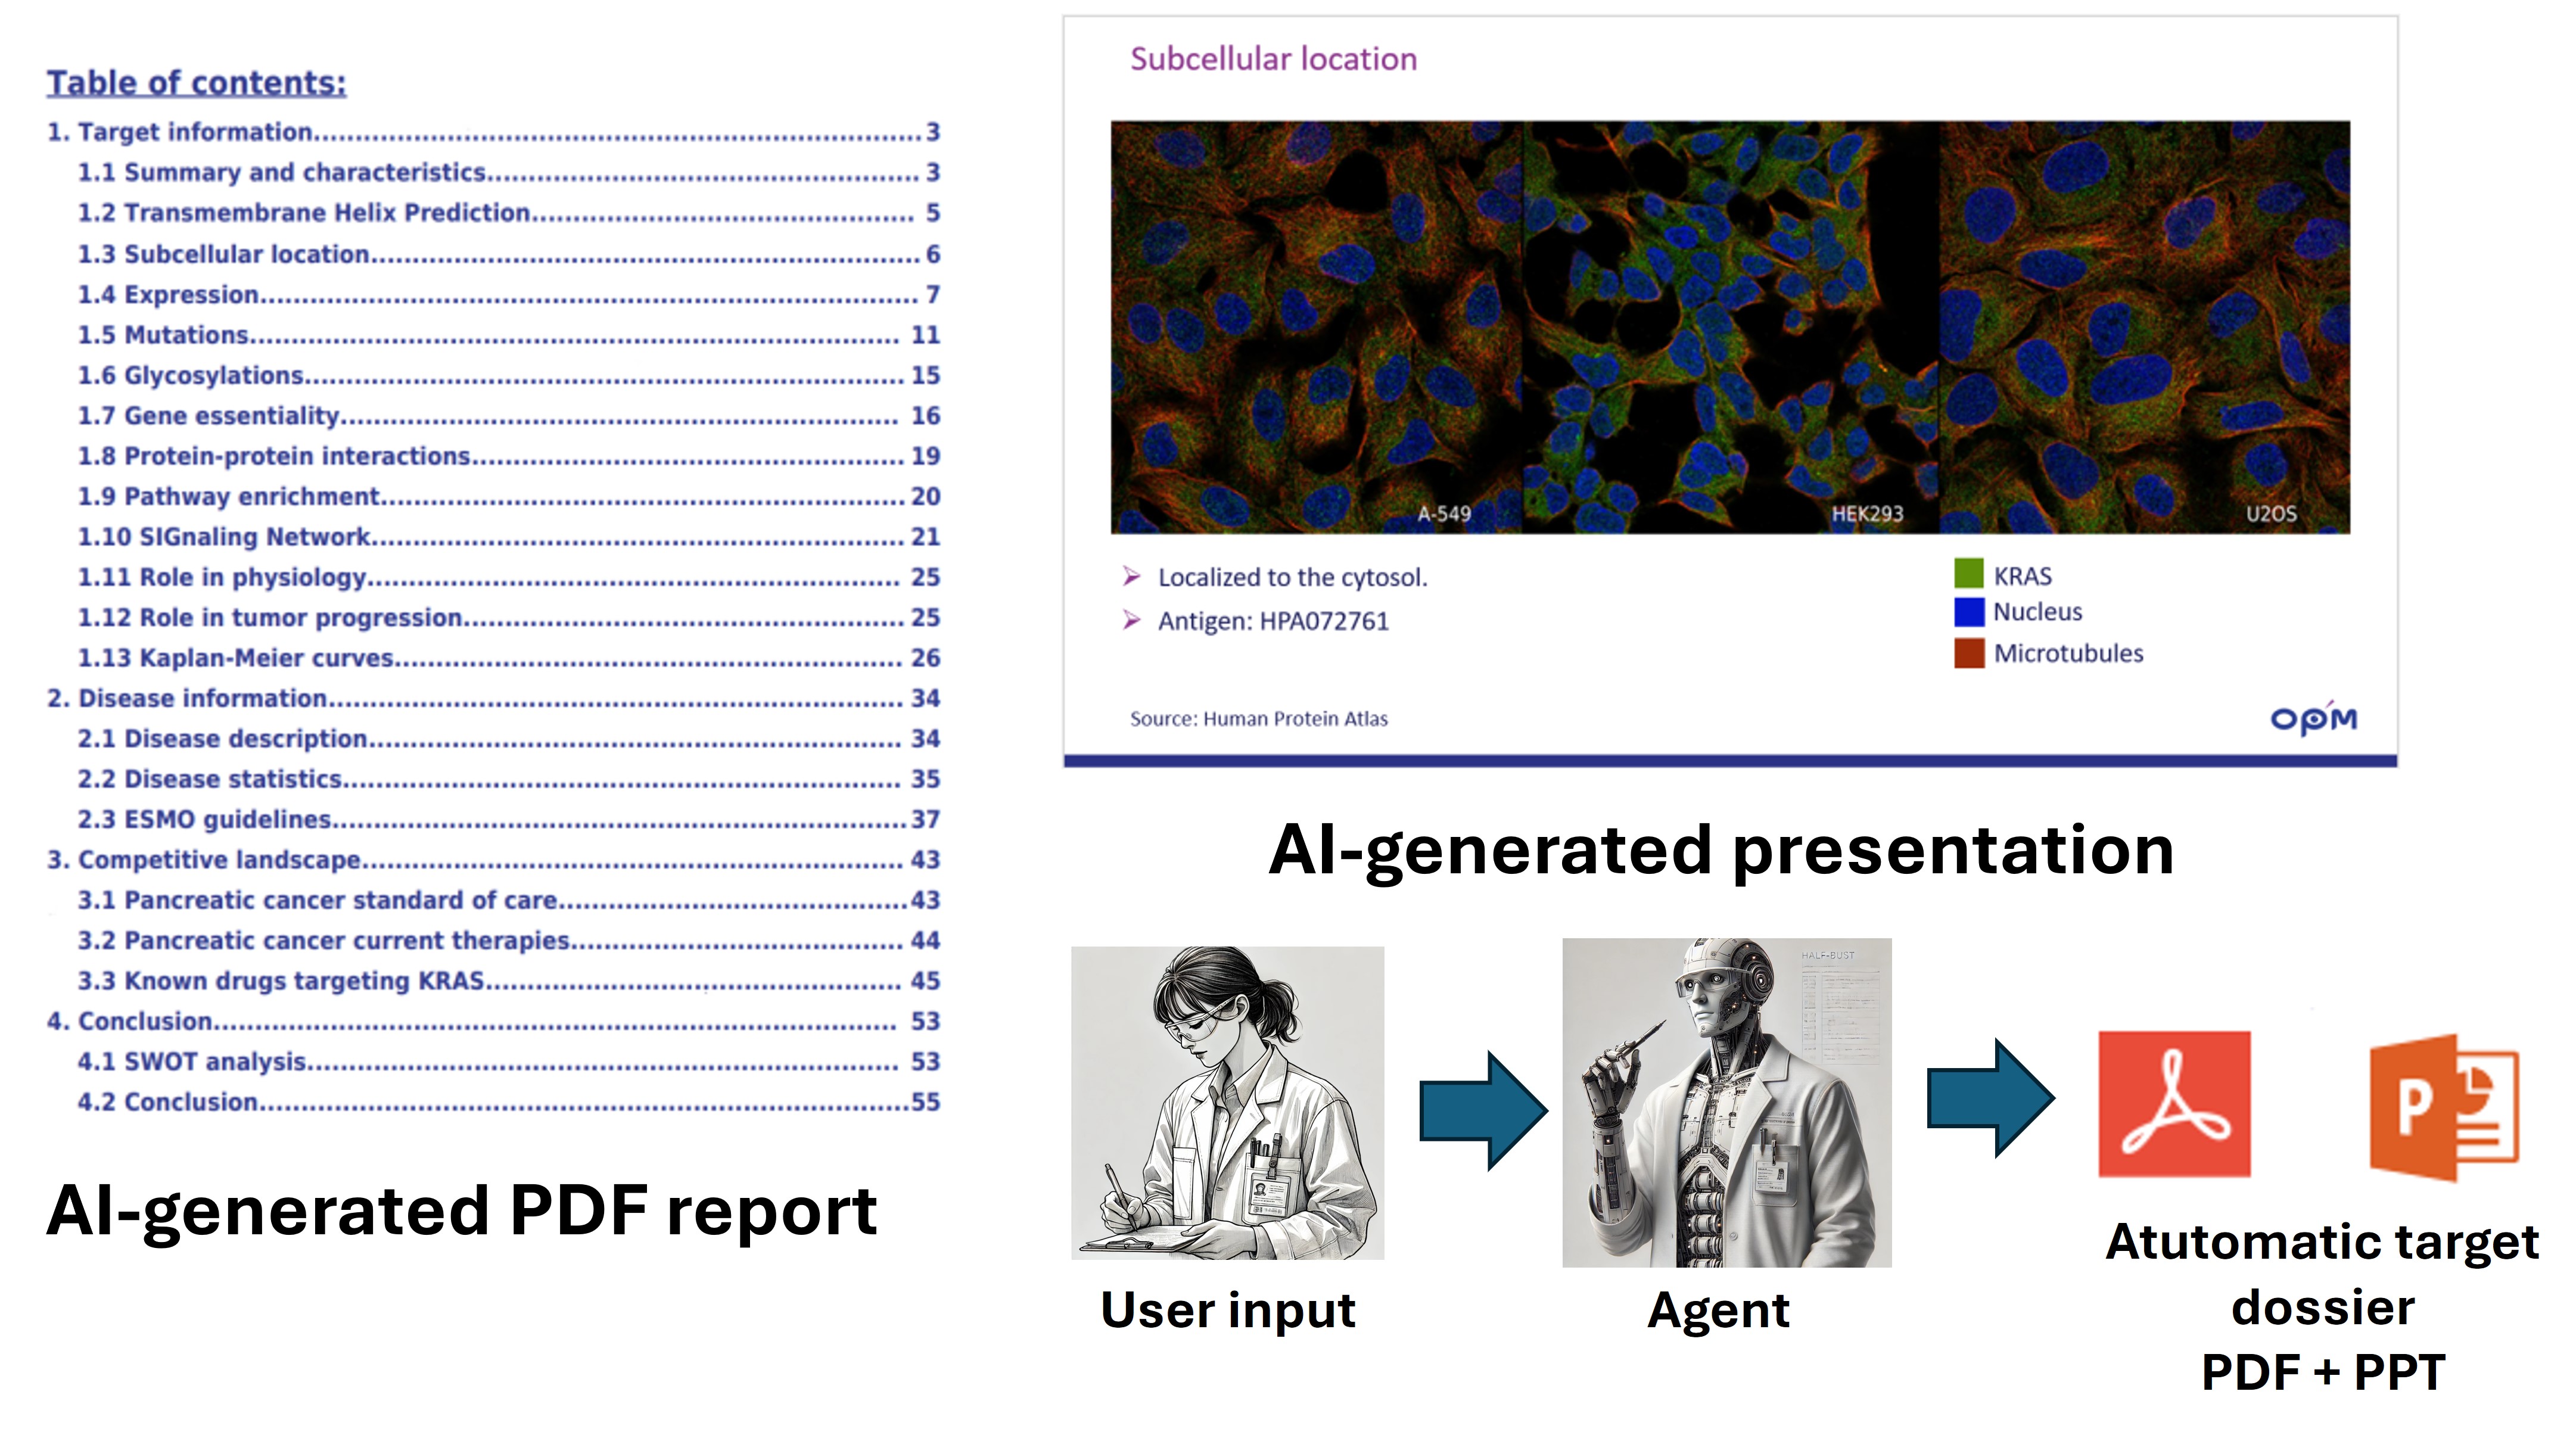 Table of contents:
1. Target information........................................................................ 3
1.1 Summary and characteristics.................................................... 3
1.2 Transmembrane Helix Prediction.............................................. 5
1.3 Subcellular location.................................................................. 6
1.4 Expression............................................................................... 7
1.5 Mutations............................................................................... 11
1.6 Glycosylations........................................................................ 15
1.7 Gene essentiality................................................................... 16
1.8 Protein-protein interactions.................................................... 19
1.9 Pathway enrichment............................................................... 20
1.10 SIGnaling Network................................................................ 21
1.11 Role in physiology................................................................ 25
1.12 Role in tumor progression..................................................... 25
1.13 Kaplan-Meier curves............................................................. 26
2. Disease information..................................................................... 34
2.1 Disease description................................................................ 34
2.2 Disease statistics................................................................... 35
2.3 ESMO guidelines.....................................................................37
3. Competitive landscape................................................................. 43
3.1 Pancreatic cancer standard of care..........................................43
3.2 Pancreatic cancer current therapies........................................ 44
3.3 Known drugs targeting KRAS.................................................. 45
4. Conclusion.................................................................................. 53
4.1 SWOT analysis....................................................................... 53
4.2 Conclusion..............................................................................55
AI-generated PDF report
Subcellular location
A-549
HEK293
U2OS
➢ Localized to the cytosol.
➢ Antigen: HPA072761
KRAS
Nucleus
Microtubules
Source: Human Protein Atlas
OPM
AI-generated presentation
HALF-BUST
User input
Agent
P
Atutomatic target
dossier
PDF + PPT